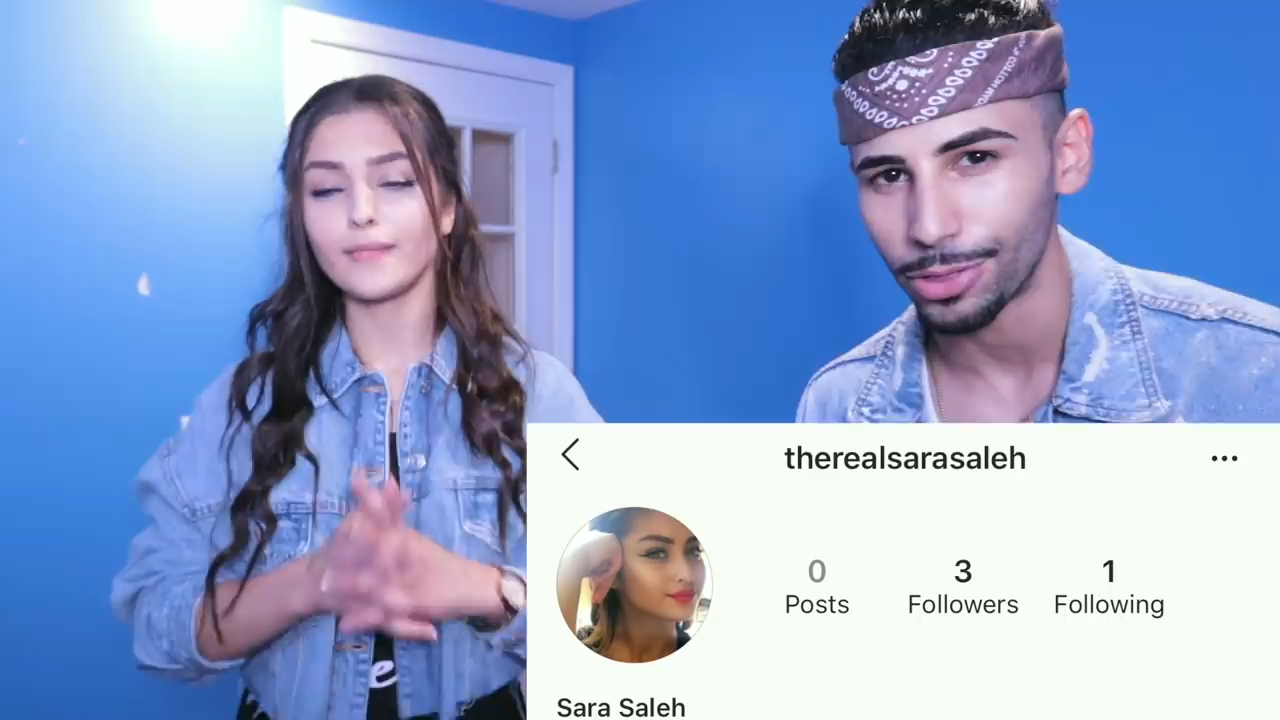 therealsarasaleh
0 3 1
Posts Followers Following
Sara Saleh
e